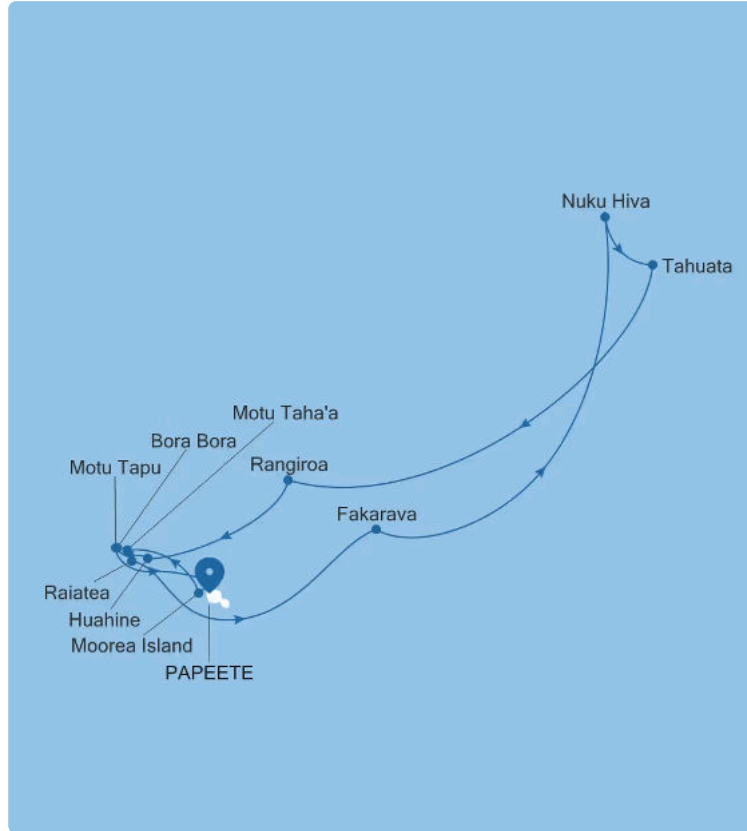 Nuku Hiva
Tahuata
Motu Taha'a
Bora Bora
Motu Tapu
Rangiroa
Fakarava
Raiatea
Huahine
Moorea Island
PAPEETE